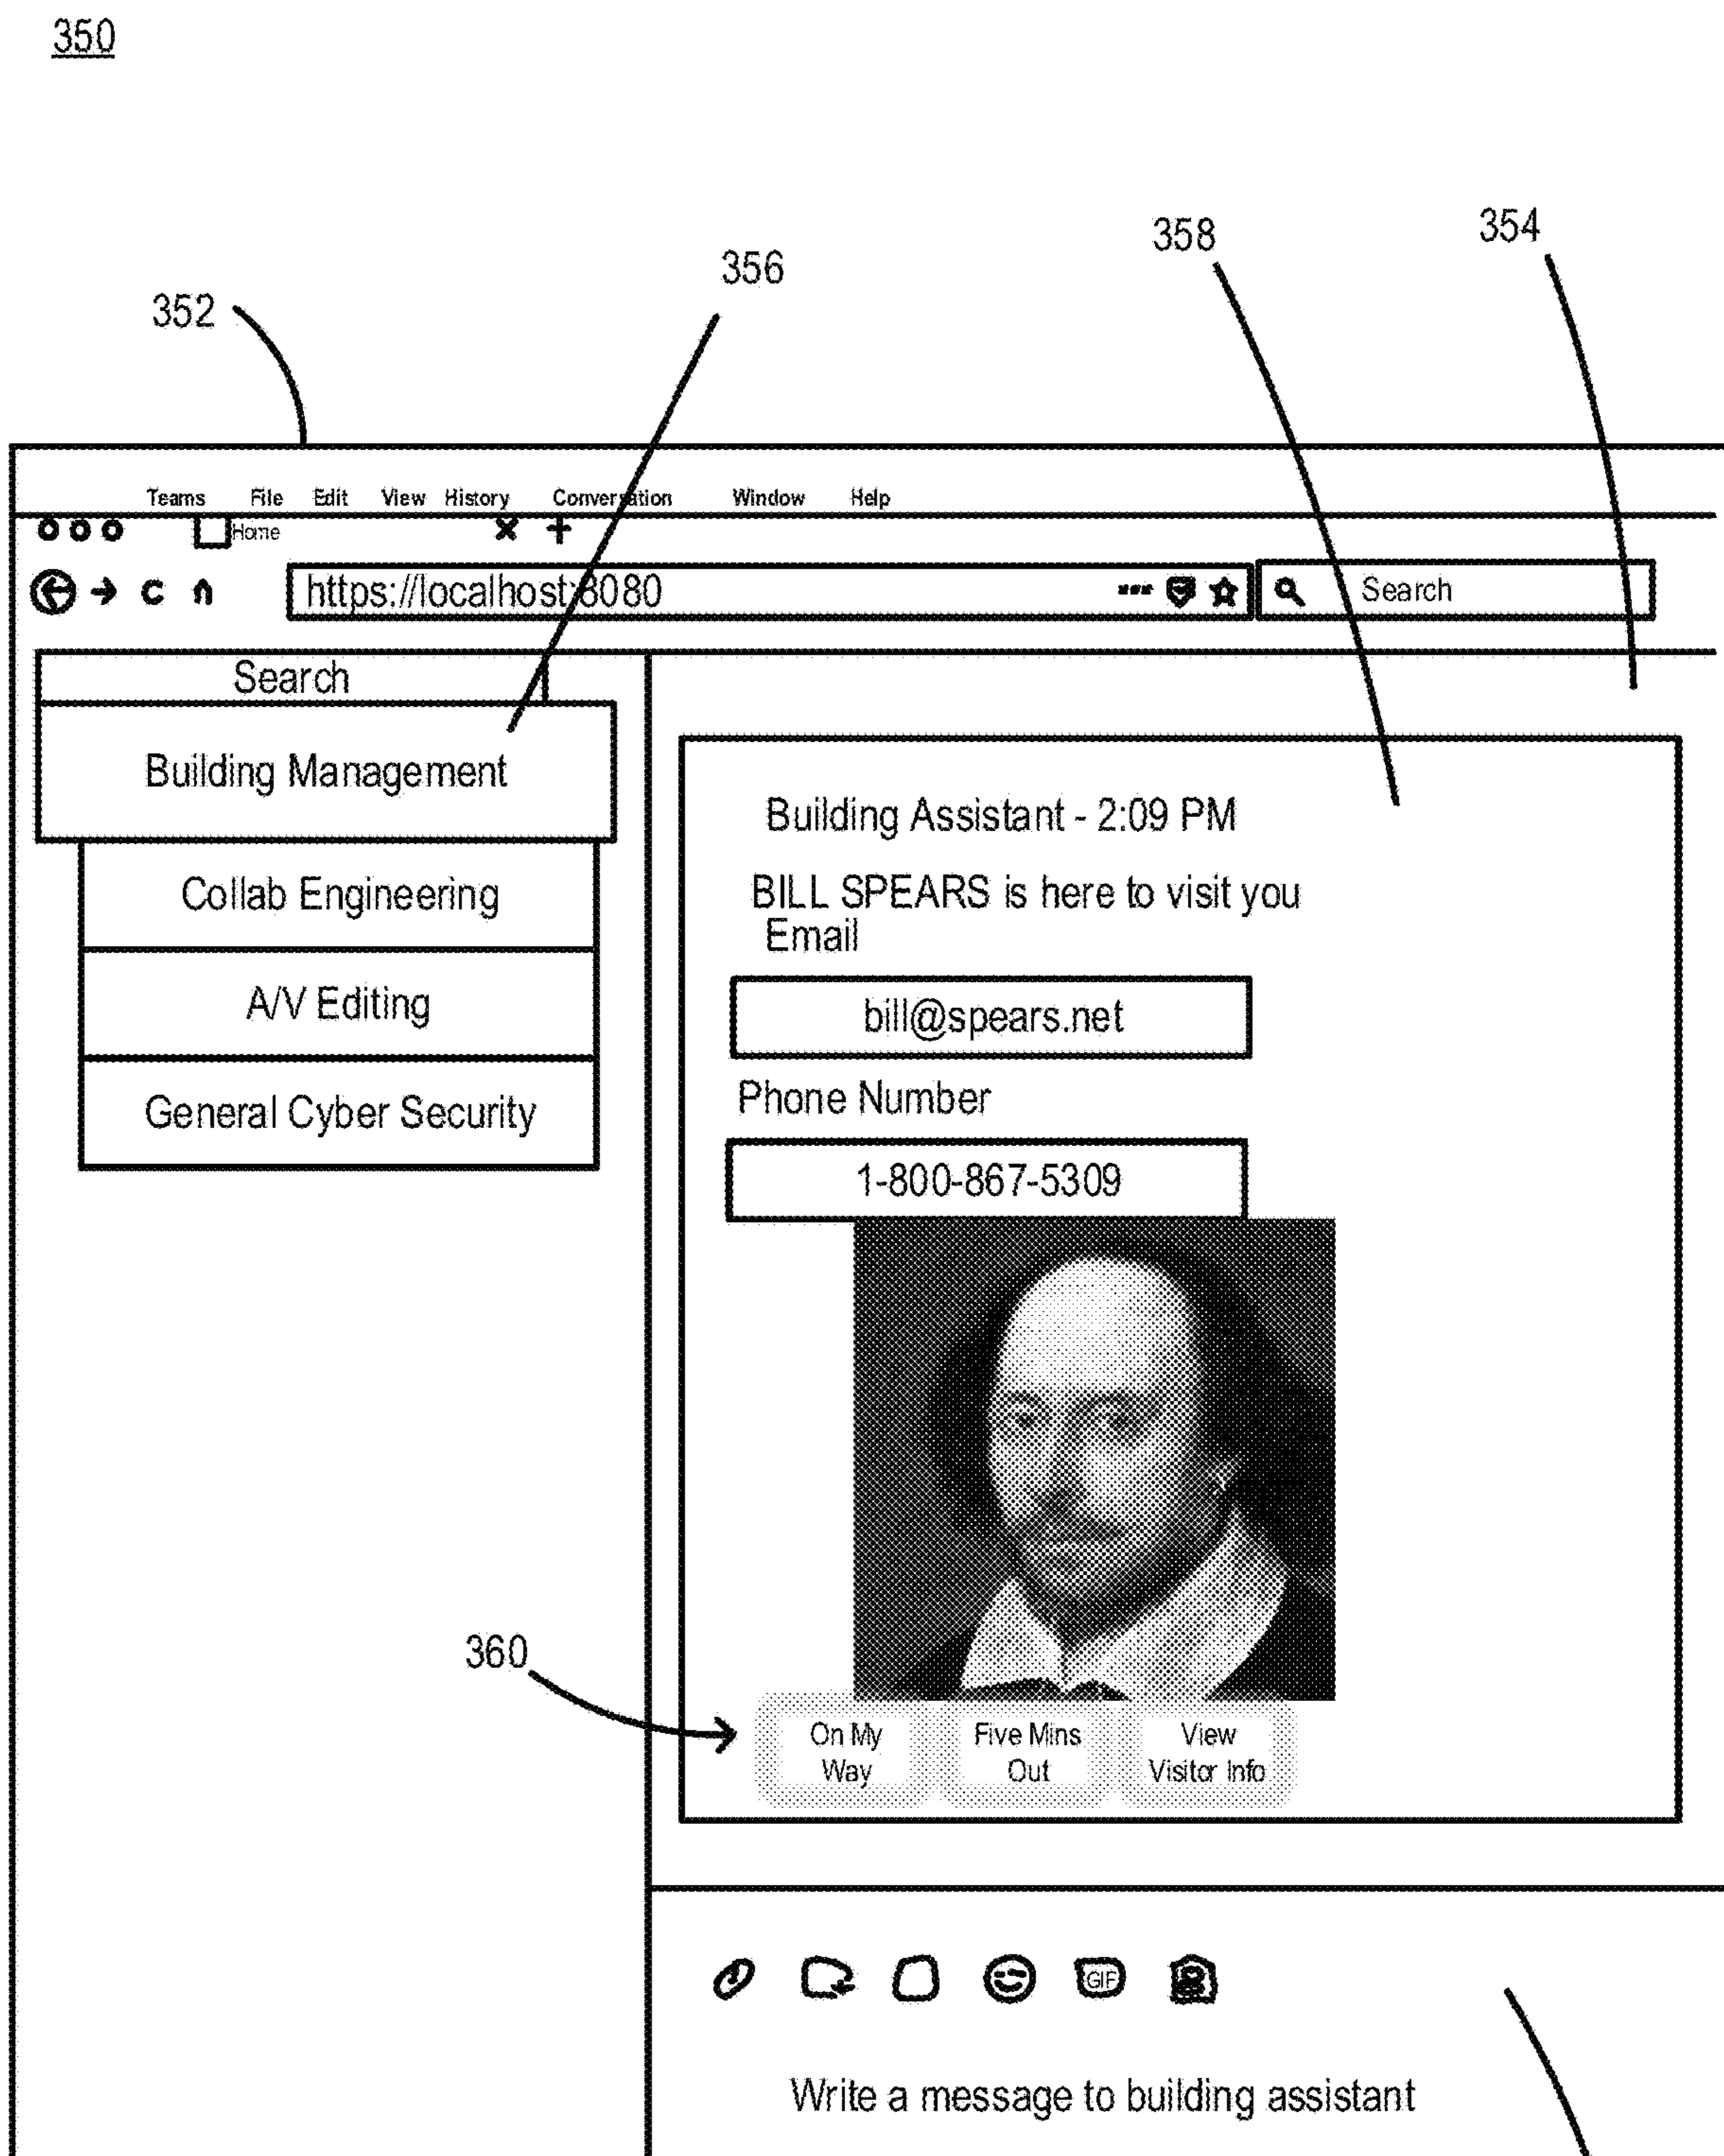 350
352
356
358
354
Teams File Edit View History Conversation Window Help
Home
https://localhost:8080
Search
Search
Building Management
Collab Engineering
A/V Editing
General Cyber Security
Building Assistant - 2:09 PM
BILL SPEARS is here to visit you
Email
bill@spears.net
Phone Number
1-800-867-5309
360
On My
Way
Five Mins
Out
View
Visitor Info
GIF
Write a message to building assistant